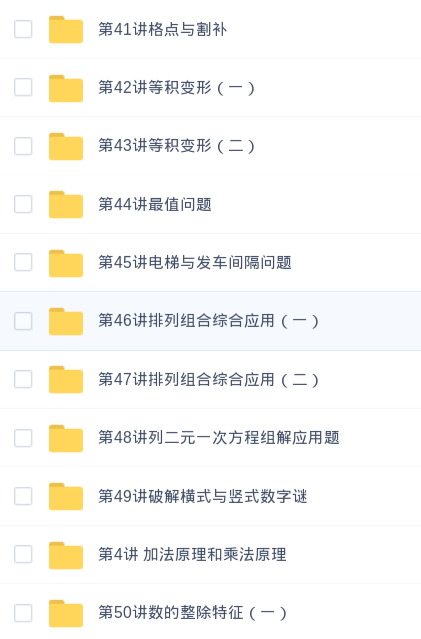 第41讲格点与割补
第42讲等积变形（一）
第43讲等积变形（二）
第44讲最值问题
第45讲电梯与发车间隔问题
第46讲排列组合综合应用（一）
第47讲排列组合综合应用（二）
第48讲列二元一次方程组解应用题
第49讲破解横式与竖式数字谜
第4讲 加法原理和乘法原理
第50讲数的整除特征（一）